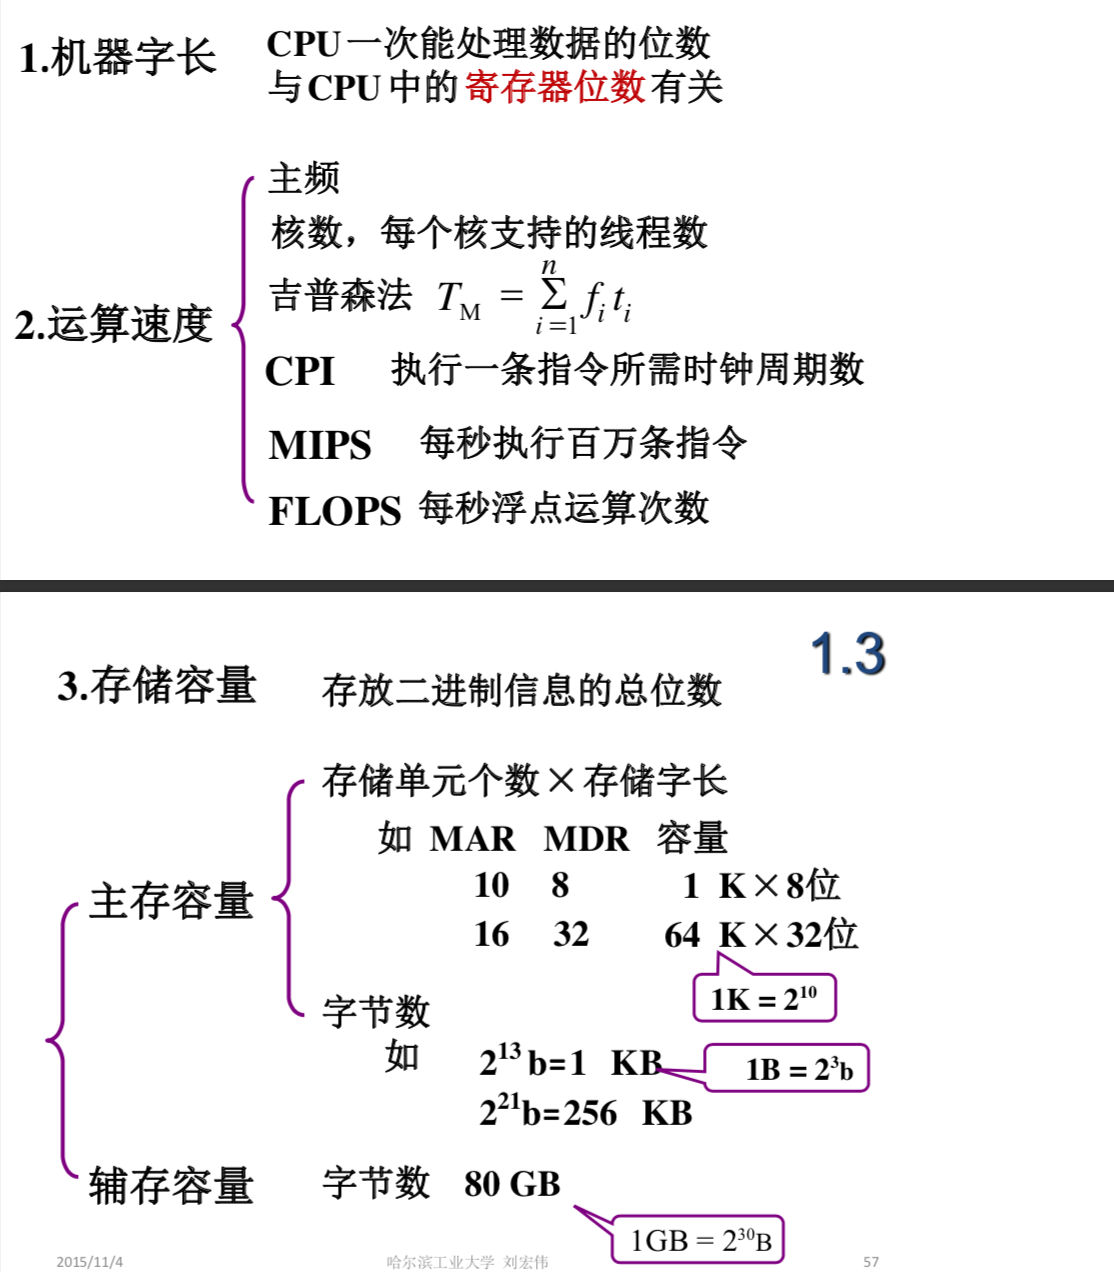 1.机器字长
CPU一次能处理数据的位数
与CPU中的寄存器位数有关
2.运算速度
主频
核数，每个核支持的线程数
吉普森法 T_M = Σ_{i=1}^{n} f_i t_i
CPI 执行一条指令所需时钟周期数
MIPS 每秒执行百万条指令
FLOPS 每秒浮点运算次数
1.3
3.存储容量 存放二进制信息的总位数
主存容量
存储单元个数×存储字长
如 MAR MDR 容量
10 8 1 K×8位
16 32 64 K×32位
1K = 2^10
字节数
如 2^13 b=1 KB
1B = 2^3b
2^21b=256 KB
辅存容量 字节数 80 GB
1GB = 2^30B
2015/11/4 哈尔滨工业大学 刘宏伟 57